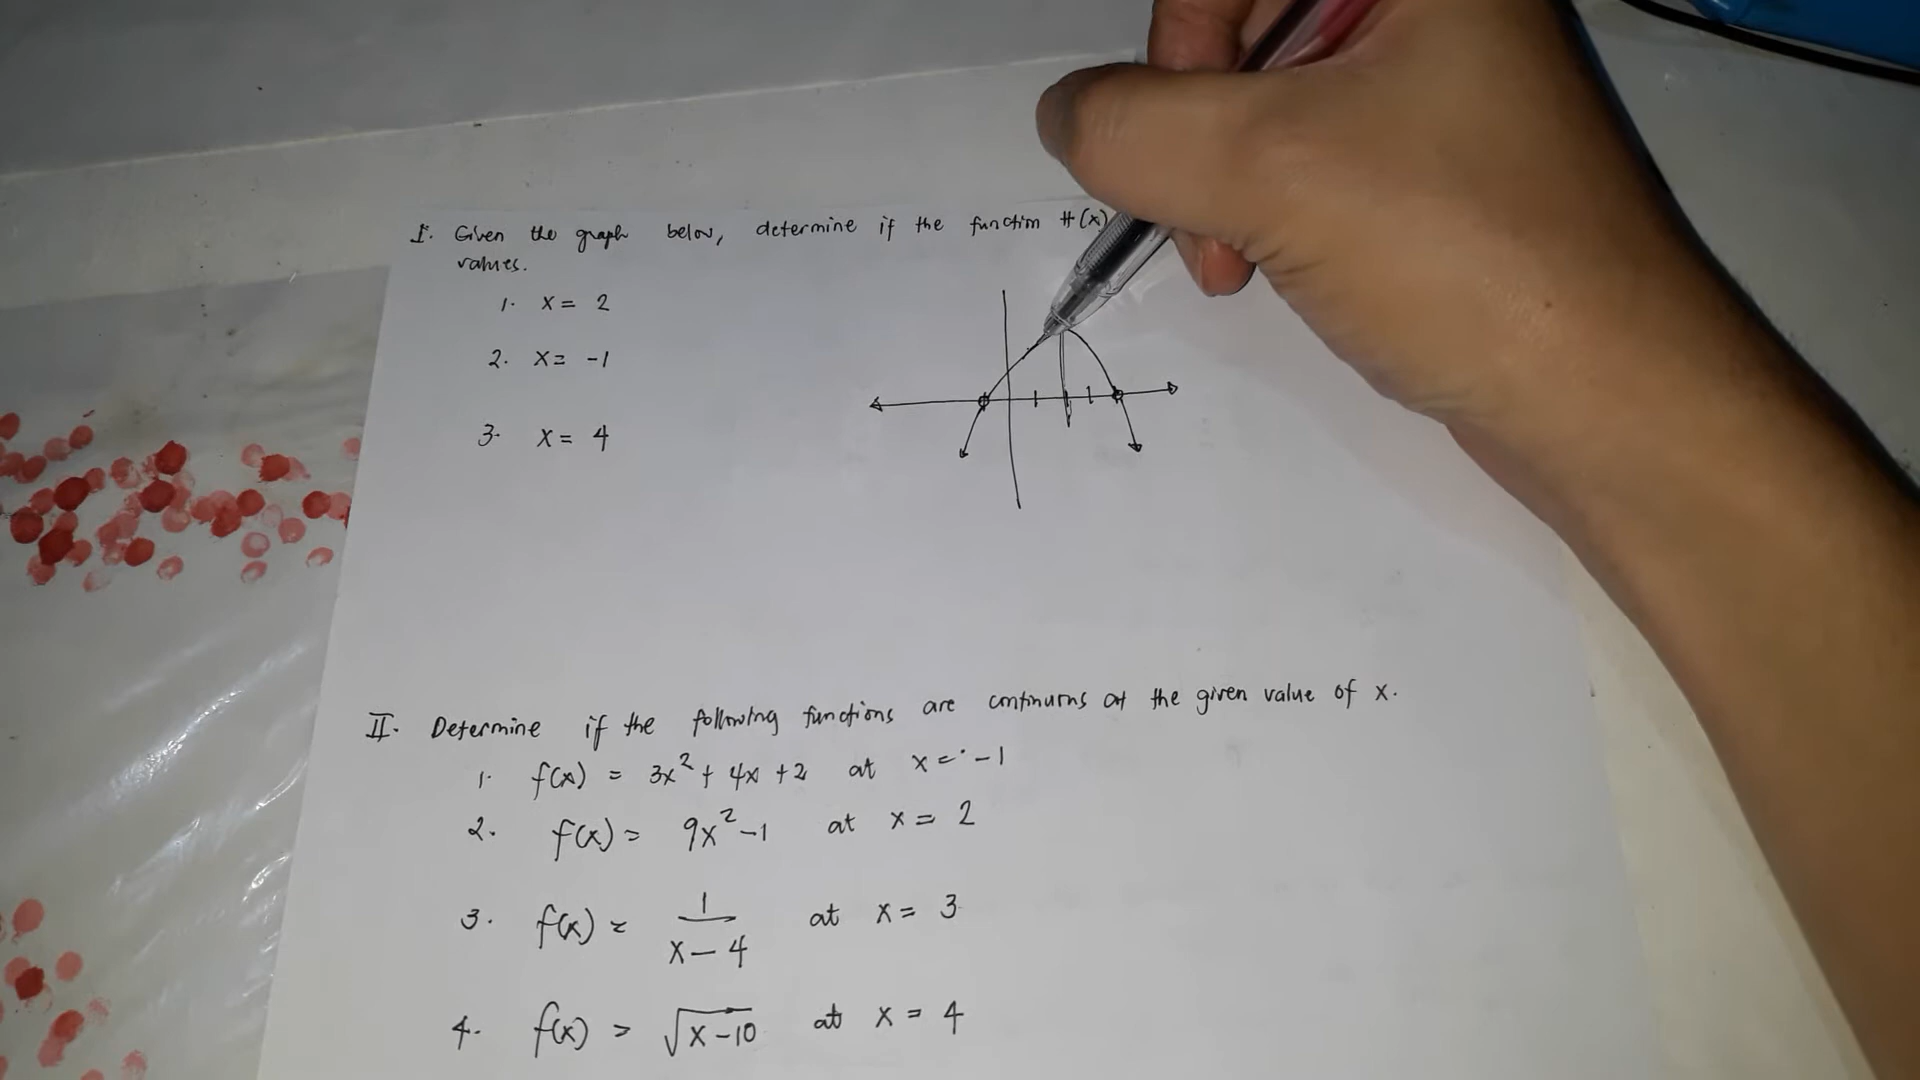 I. Given the graph below, determine if the function H(x)
values.
1. x = 2
2. x = -1
3. x = 4
II. Determine if the following functions are continuous at the given value of x.
1. f(x) = 3x² + 4x + 2 at x = -1
2. f(x) = 9x² - 1 at x = 2
3. f(x) = 1/(x - 4) at x = 3
4. f(x) = √(x - 10) at x = 4